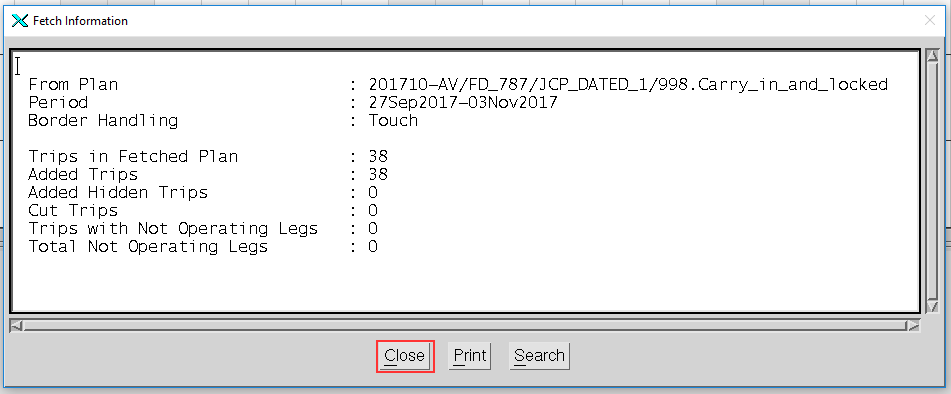 Fetch Information
From Plan : 201710-AV/FD_787/JCP_DATED_1/998.Carry_in_and_locked
Period : 27Sep2017-03Nov2017
Border Handling : Touch
Trips in Fetched Plan : 38
Added Trips : 38
Added Hidden Trips : 0
Cut Trips : 0
Trips with Not Operating Legs : 0
Total Not Operating Legs : 0
Close Print Search